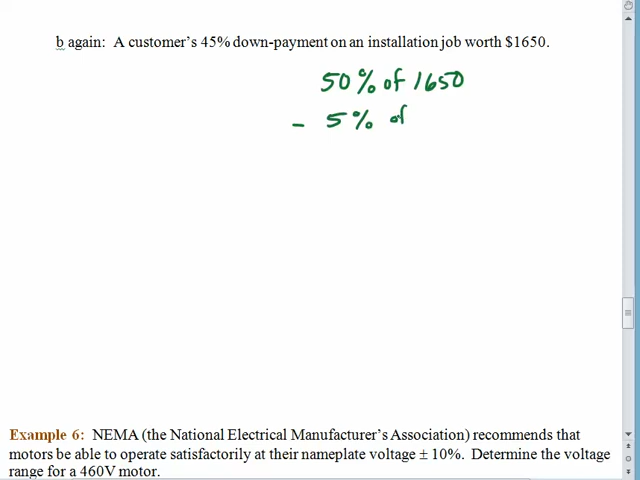 b again: A customer's 45% down-payment on an installation job worth $1650.
50% of 1650
- 5% of
Example 6: NEMA (the National Electrical Manufacturer's Association) recommends that
motors be able to operate satisfactorily at their nameplate voltage ± 10%. Determine the voltage
range for a 460V motor.